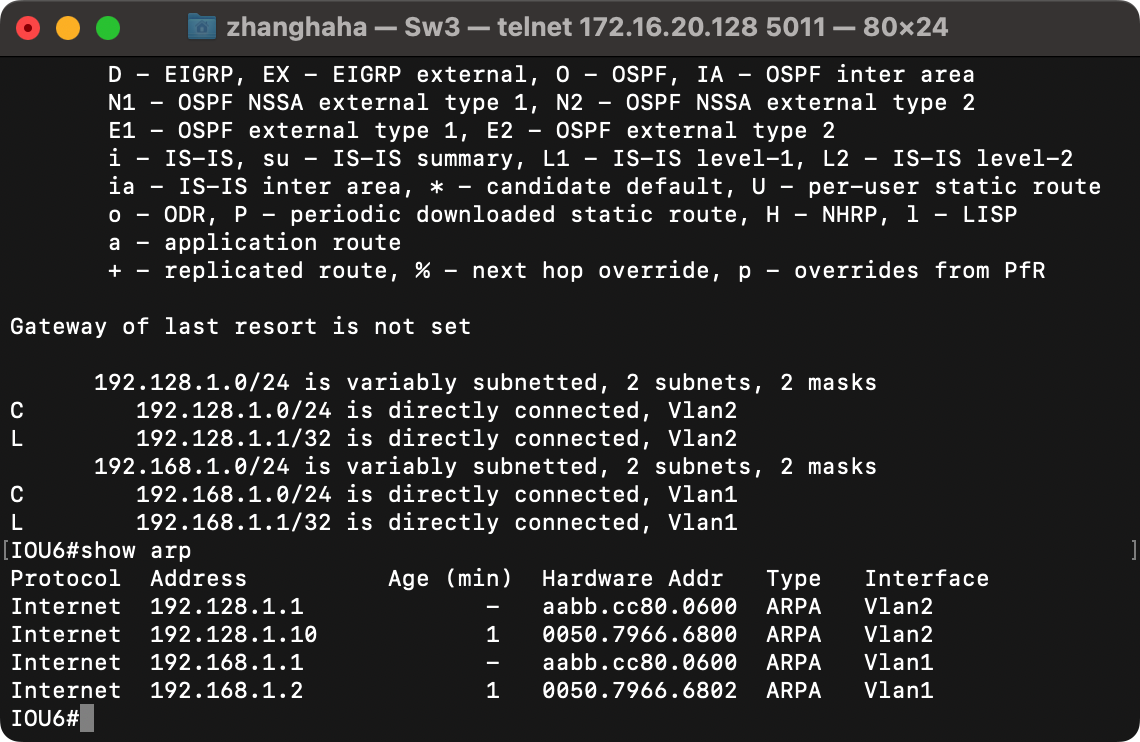 zhanghaha — Sw3 — telnet 172.16.20.128 5011 — 80×24
D - EIGRP, EX - EIGRP external, O - OSPF, IA - OSPF inter area
N1 - OSPF NSSA external type 1, N2 - OSPF NSSA external type 2
E1 - OSPF external type 1, E2 - OSPF external type 2
i - IS-IS, su - IS-IS summary, L1 - IS-IS level-1, L2 - IS-IS level-2
ia - IS-IS inter area, * - candidate default, U - per-user static route
o - ODR, P - periodic downloaded static route, H - NHRP, l - LISP
a - application route
+ - replicated route, % - next hop override, p - overrides from PfR
Gateway of last resort is not set
192.128.1.0/24 is variably subnetted, 2 subnets, 2 masks
C 192.128.1.0/24 is directly connected, Vlan2
L 192.128.1.1/32 is directly connected, Vlan2
192.168.1.0/24 is variably subnetted, 2 subnets, 2 masks
C 192.168.1.0/24 is directly connected, Vlan1
L 192.168.1.1/32 is directly connected, Vlan1
[IOU6#show arp ]
Protocol Address Age (min) Hardware Addr Type Interface
Internet 192.128.1.1 - aabb.cc80.0600 ARPA Vlan2
Internet 192.128.1.10 1 0050.7966.6800 ARPA Vlan2
Internet 192.168.1.1 - aabb.cc80.0600 ARPA Vlan1
Internet 192.168.1.2 1 0050.7966.6802 ARPA Vlan1
IOU6#